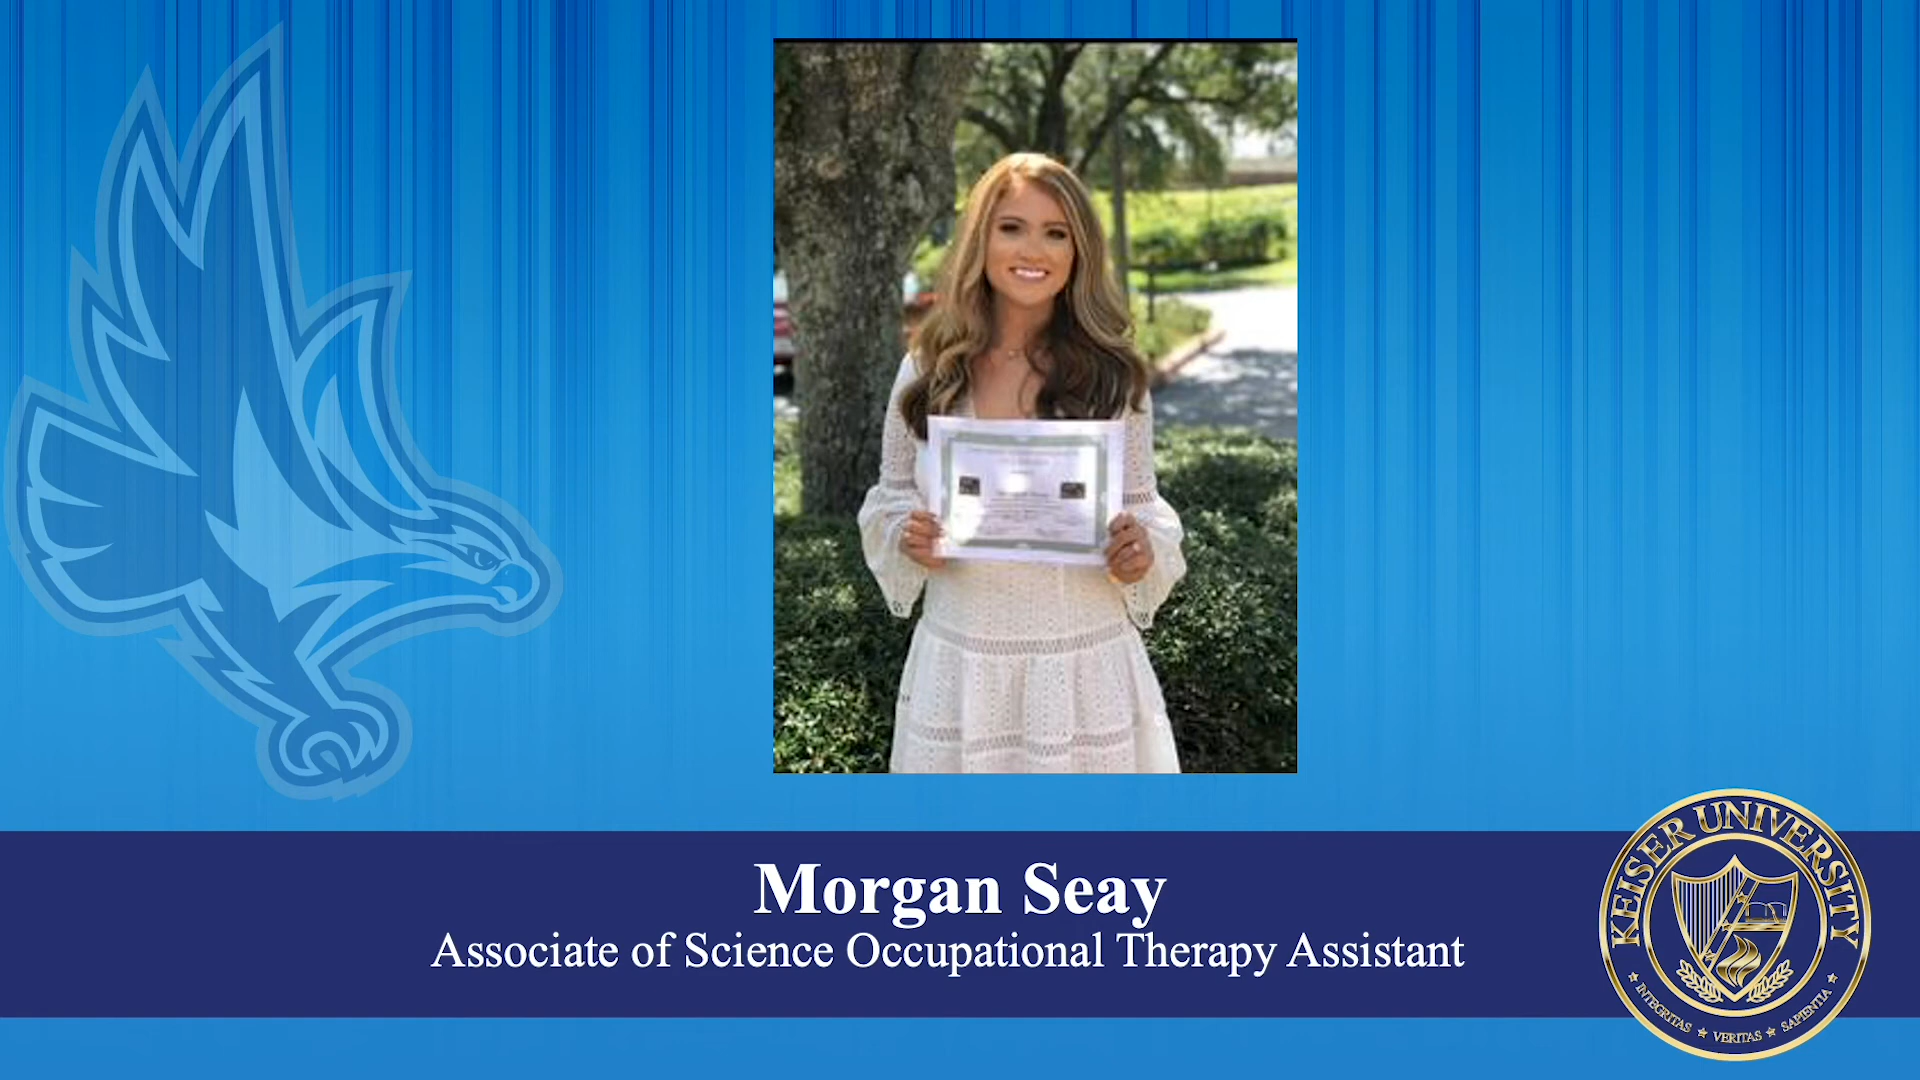 Morgan Seay
Associate of Science Occupational Therapy Assistant
KEISER UNIVERSITY
INTEGRITAS ★ VERITAS ★ SAPIENTIA